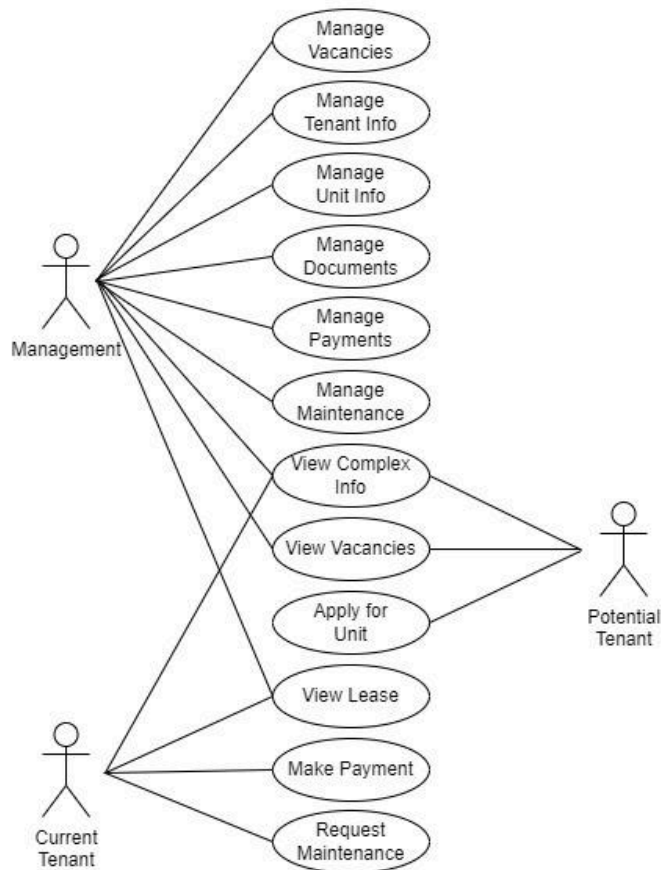 Manage
Vacancies
Manage
Tenant Info
Manage
Unit Info
Manage
Documents
Management
Manage
Payments
Manage
Maintenance
View Complex
Info
View Vacancies
Apply for
Unit
Potential
Tenant
View Lease
Make Payment
Current
Tenant
Request
Maintenance